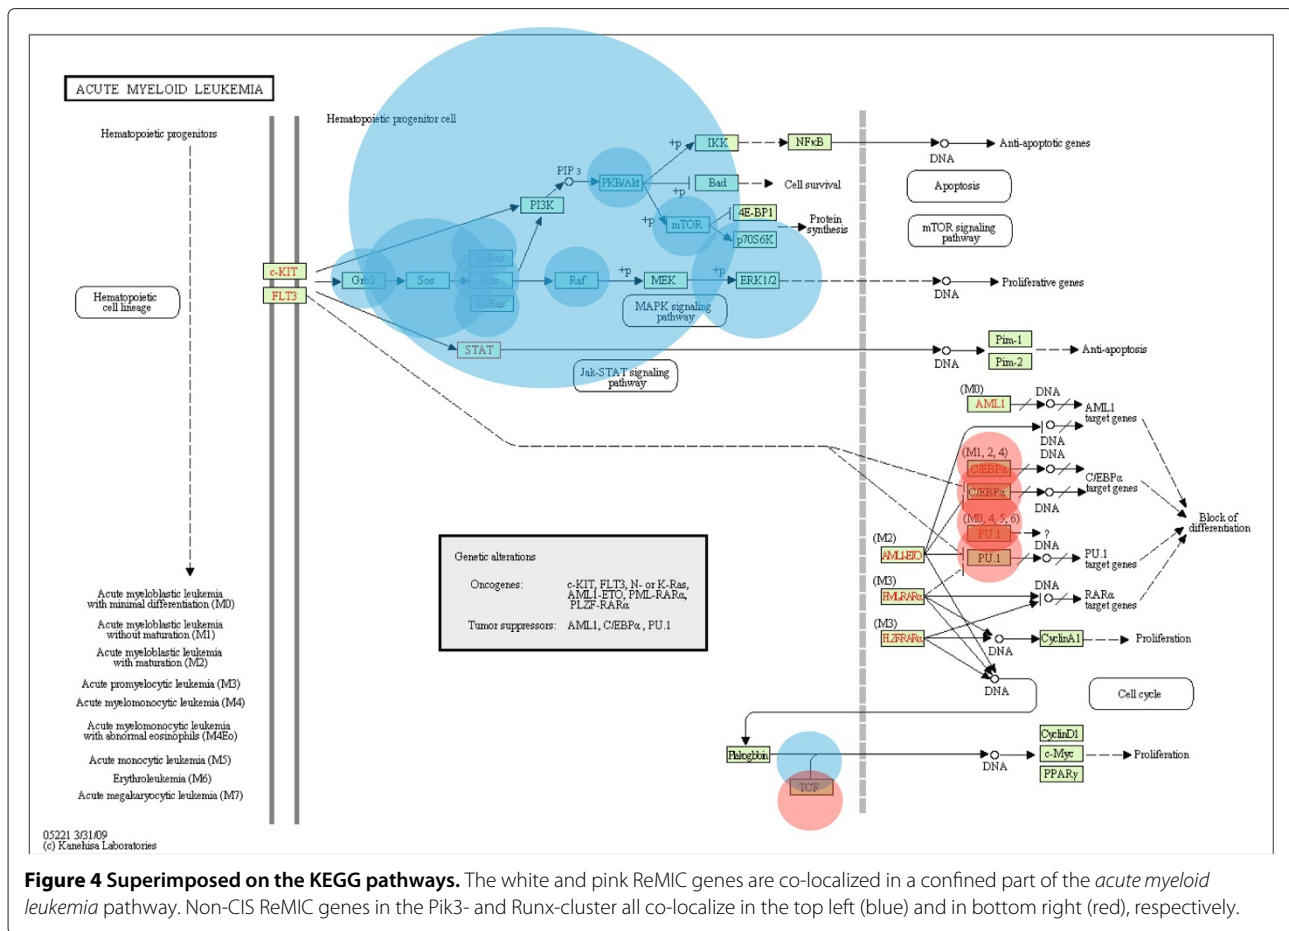 ACUTE MYELOID LEUKEMIA
Hematopoietic progenitors
Hematopoietic progenitor cell
Hematopoietic
cell lineage
c-KIT
FLT3
Grb2
Sos
N-Ras
Ras
K-Ras
PI3K
PIP3
PKB/Akt
Raf
STAT
+p
IKK
+p
Bad
+p
mTOR
4E-BP1
p70S6K
+p
MEK
+p
ERK1/2
MAPK signaling
pathway
Jak-STAT signaling
pathway
NFκB
Cell survival
Protein
synthesis
DNA
Anti-apoptotic genes
Apoptosis
mTOR signaling
pathway
DNA
Proliferative genes
DNA
Pim-1
Pim-2
Anti-apoptosis
(M0)
AML1
DNA
AML1
target genes
DNA
DNA
(M1, 2, 4)
C/EBPα
C/EBPα
C/EBPα
target genes
DNA
(M0, 4, 5, 6)
PU.1
?
PU.1
DNA
PU.1
target genes
Block of
differentiation
(M2)
AML1-ETO
(M3)
PML-RARα
DNA
RARα
target genes
(M3)
PLZF-RARα
DNA
CyclinA1
Proliferation
DNA
Cell cycle
Genetic alterations
Oncogenes: c-KIT, FLT3, N- or K-Ras,
AML1-ETO, PML-RARα,
PLZF-RARα
Tumor suppressors: AML1, C/EBPα, PU.1
Acute myeloblastic leukemia
with minimal differentiation (M0)
Acute myeloblastic leukemia
without maturation (M1)
Acute myeloblastic leukemia
with maturation (M2)
Acute promyelocytic leukemia (M3)
Acute myelomonocytic leukemia (M4)
Acute myelomonocytic leukemia
with abnormal eosinophils (M4Eo)
Acute monocytic leukemia (M5)
Erythroleukemia (M6)
Acute megakaryocytic leukemia (M7)
Plakoglobin
TCF
DNA
CyclinD1
c-Myc
PPARγ
Proliferation
05221 3/31/09
(c) Kanehisa Laboratories
Figure 4 Superimposed on the KEGG pathways. The white and pink ReMIC genes are co-localized in a confined part of the acute myeloid
leukemia pathway. Non-CIS ReMIC genes in the Pik3- and Runx-cluster all co-localize in the top left (blue) and in bottom right (red), respectively.